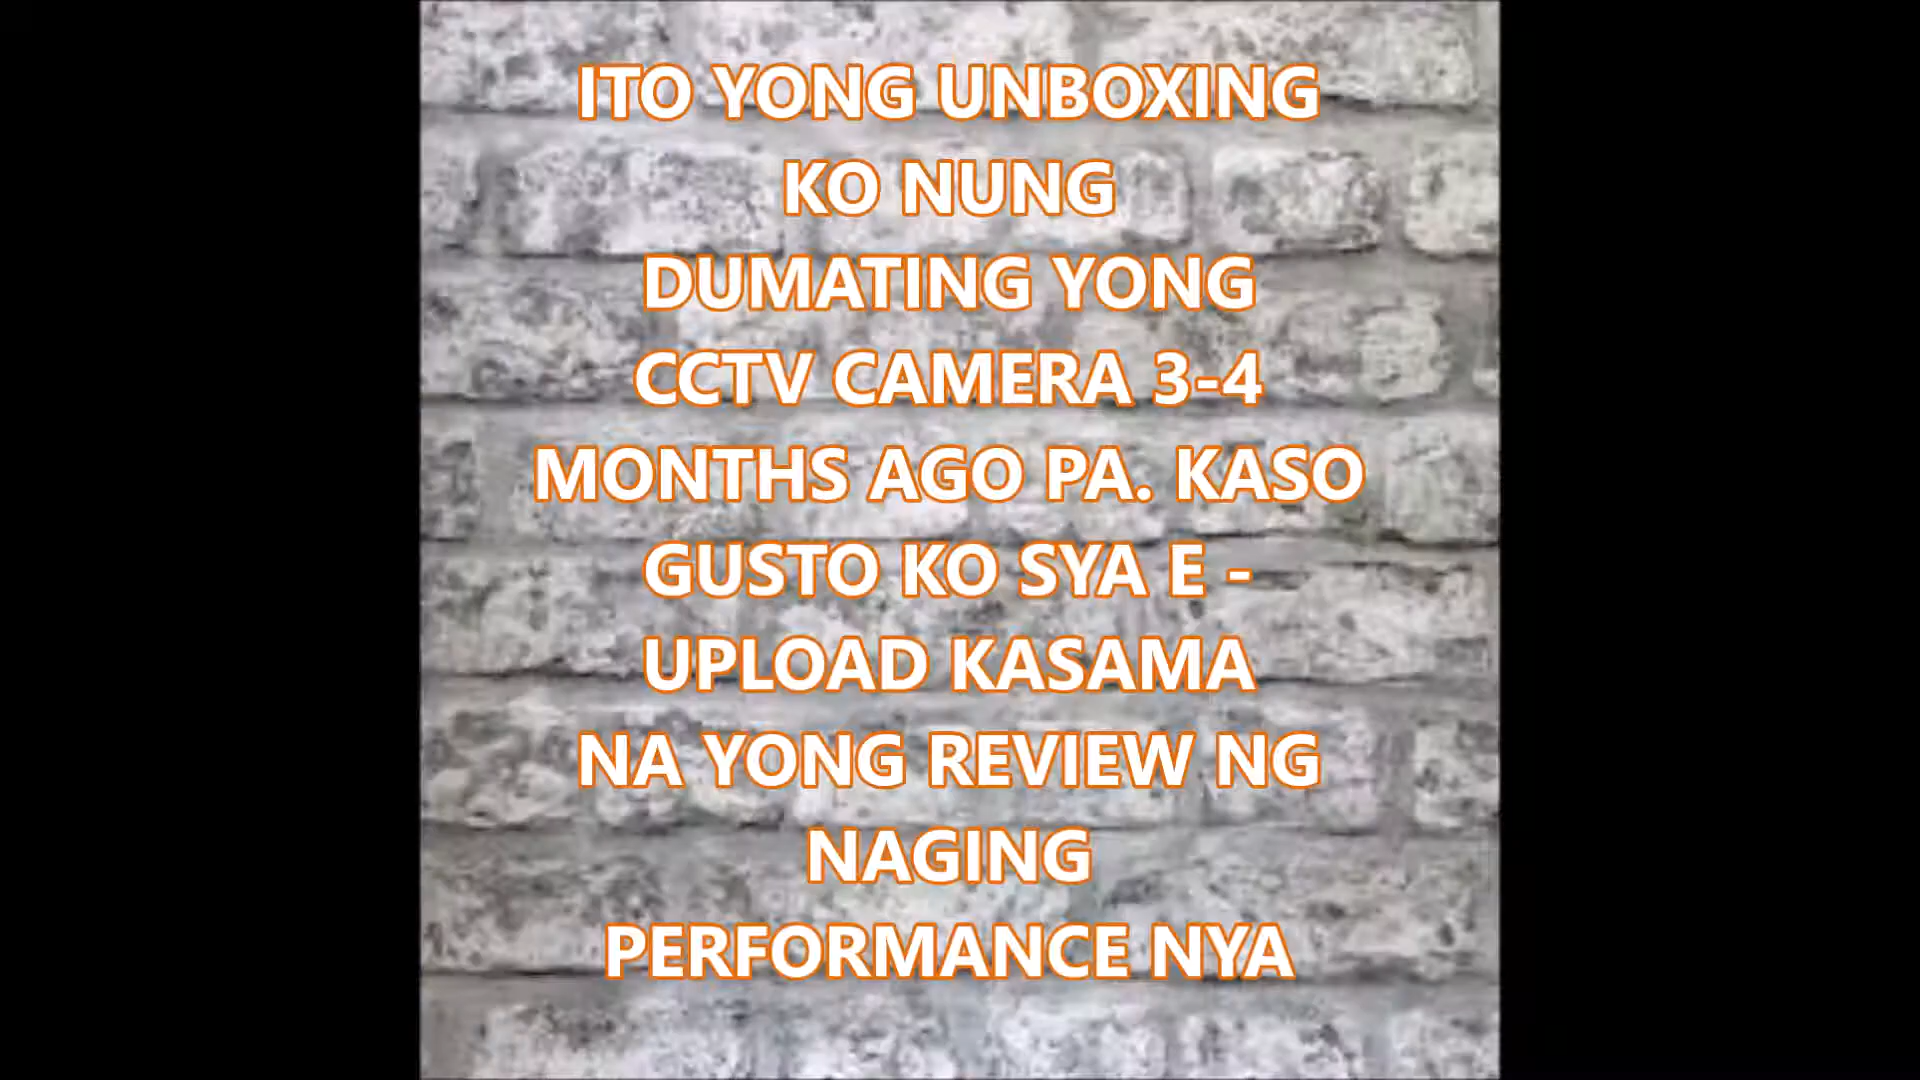 ITO YONG UNBOXING
KO NUNG
DUMATING YONG
CCTV CAMERA 3-4
MONTHS AGO PA. KASO
GUSTO KO SYA E -
UPLOAD KASAMA
NA YONG REVIEW NG
NAGING
PERFORMANCE NYA